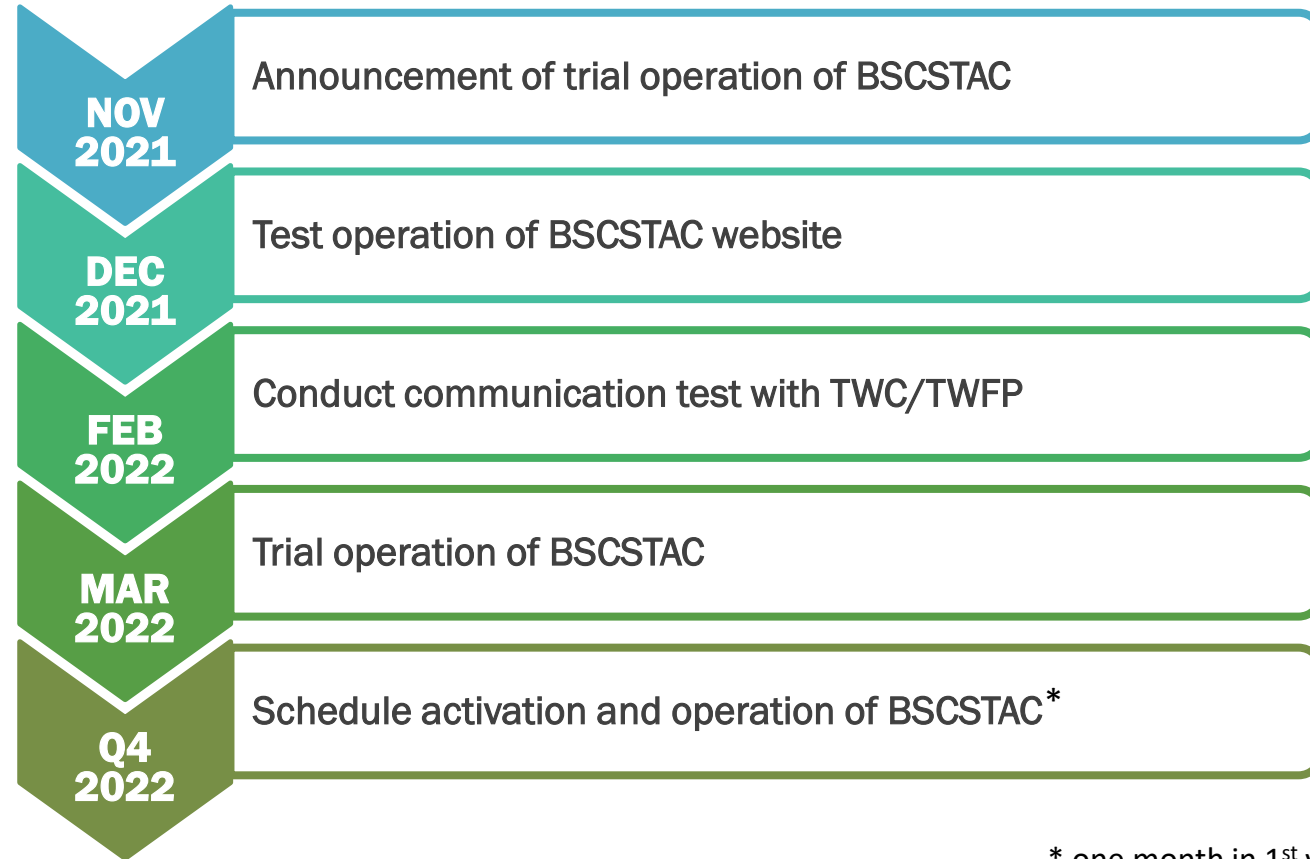 NOV
2021
Announcement of trial operation of BSCSTAC
DEC
2021
Test operation of BSCSTAC website
FEB
2022
Conduct communication test with TWC/TWFP
MAR
2022
Trial operation of BSCSTAC
Q4
2022
Schedule activation and operation of BSCSTAC*
* one month in 1st